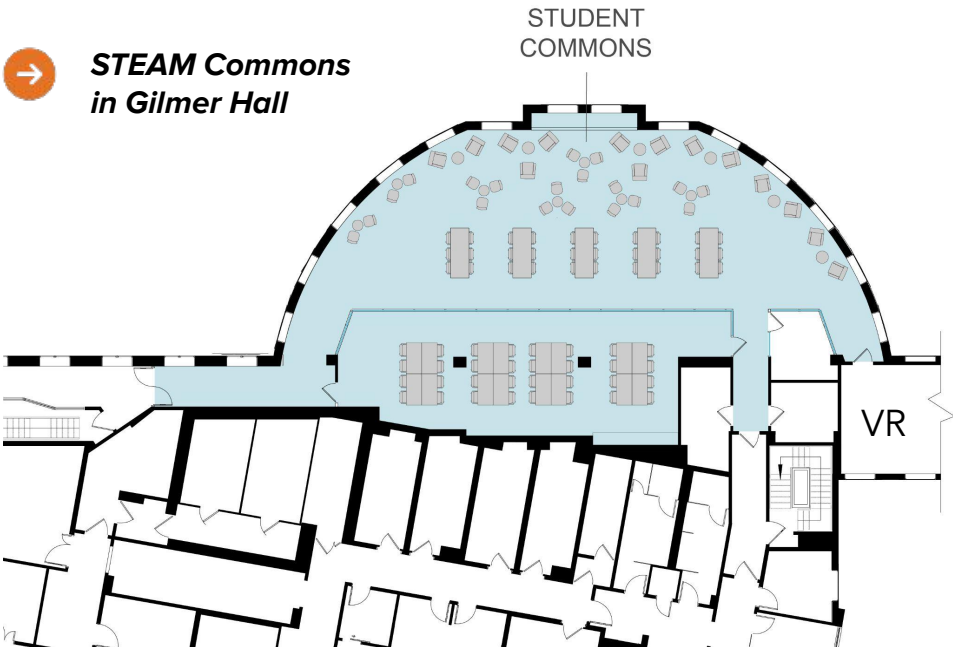 STUDENT
COMMONS
STEAM Commons
in Gilmer Hall
VR